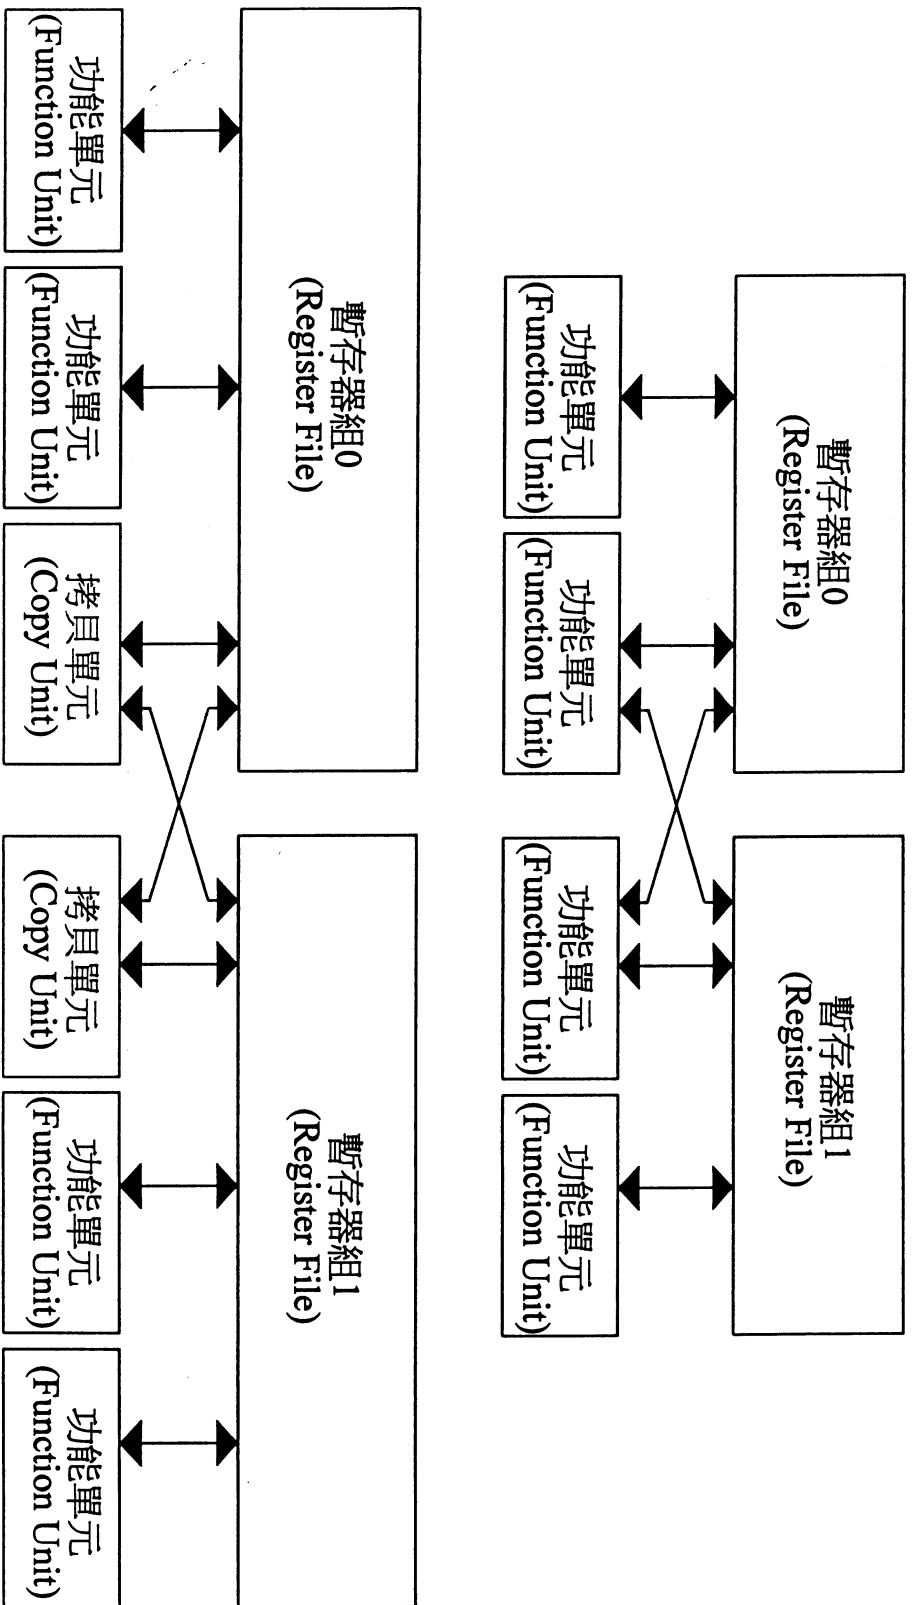 暫存器組0
(Register File)
暫存器組1
(Register File)
功能單元
(Function Unit)
功能單元
(Function Unit)
功能單元
(Function Unit)
功能單元
(Function Unit)
暫存器組0
(Register File)
暫存器組1
(Register File)
功能單元
(Function Unit)
功能單元
(Function Unit)
拷貝單元
(Copy Unit)
拷貝單元
(Copy Unit)
功能單元
(Function Unit)
功能單元
(Function Unit)